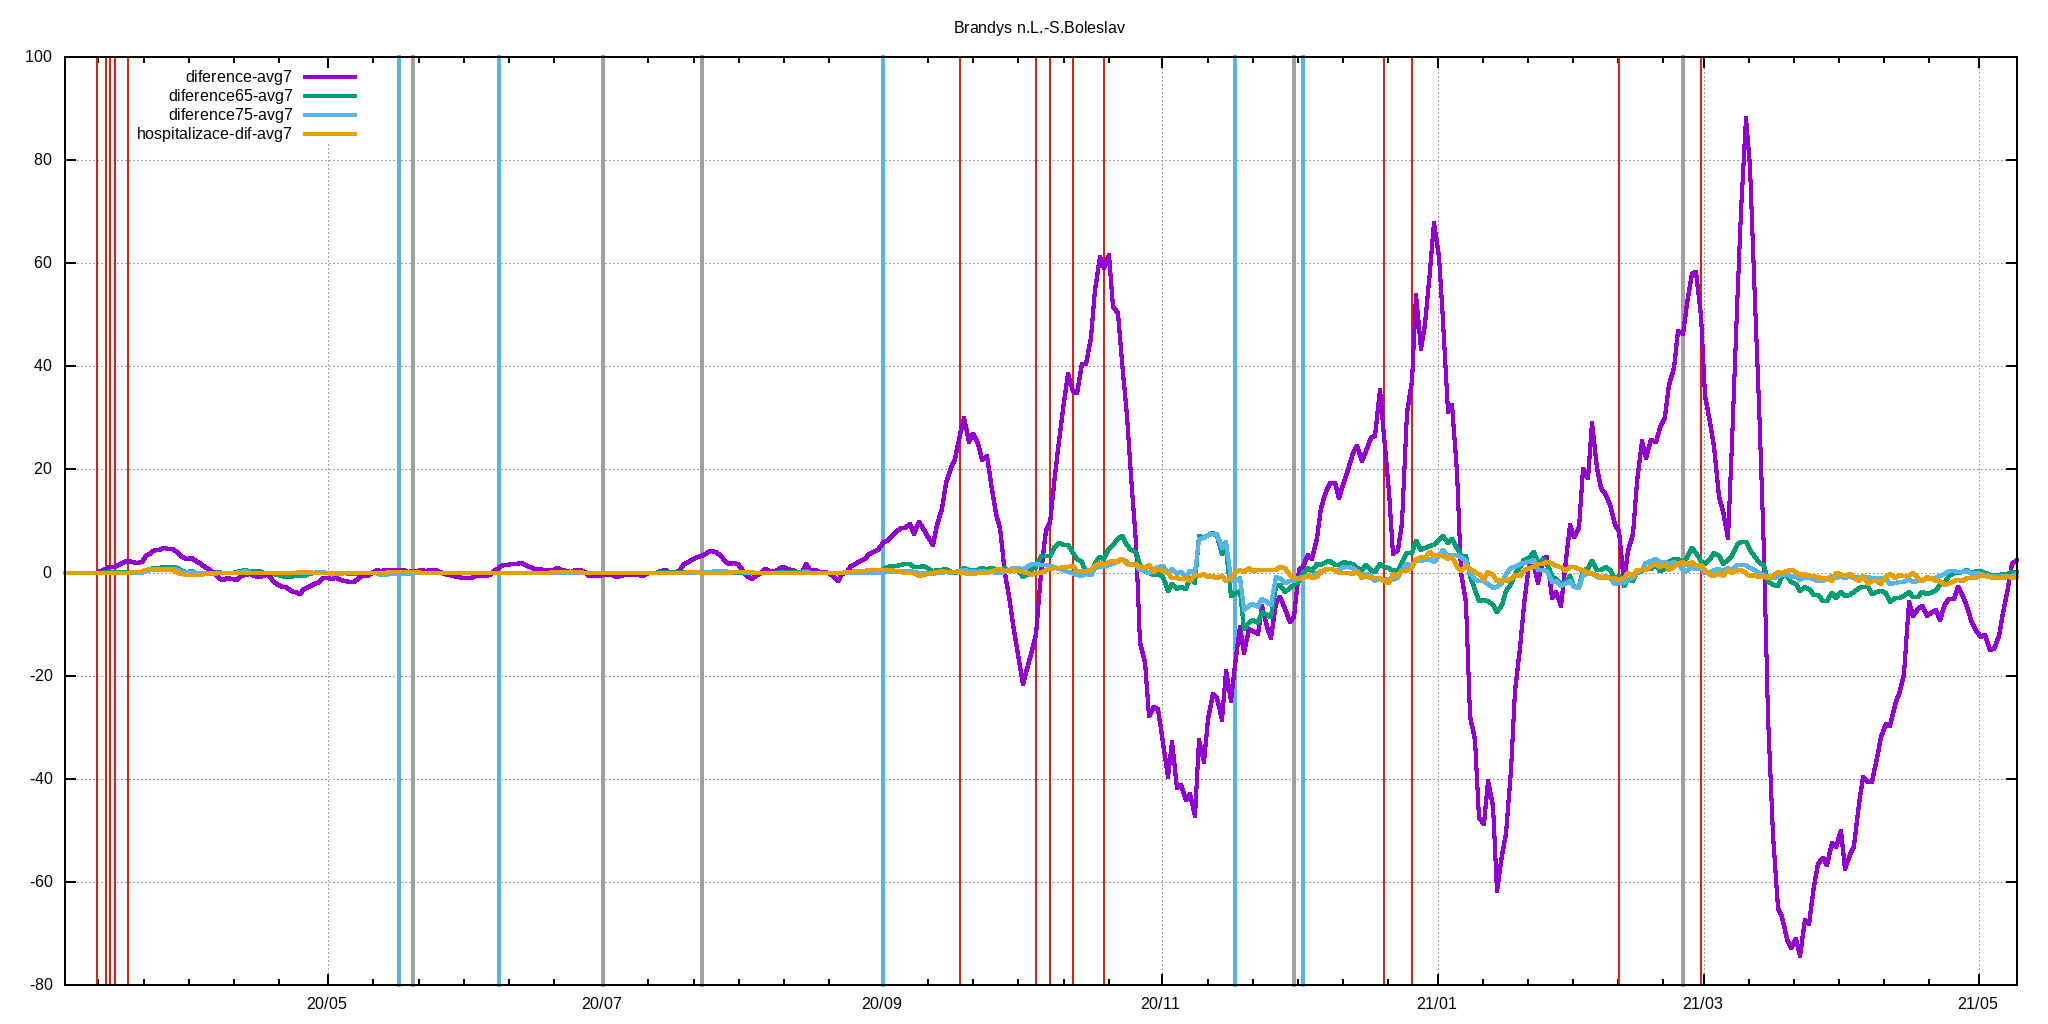 Brandys n.L.-S.Boleslav
diference-avg7
diference65-avg7
diference75-avg7
hospitalizace-dif-avg7
100
80
60
40
20
0
-20
-40
-60
-80
20/05 20/07 20/09 20/11 21/01 21/03 21/05